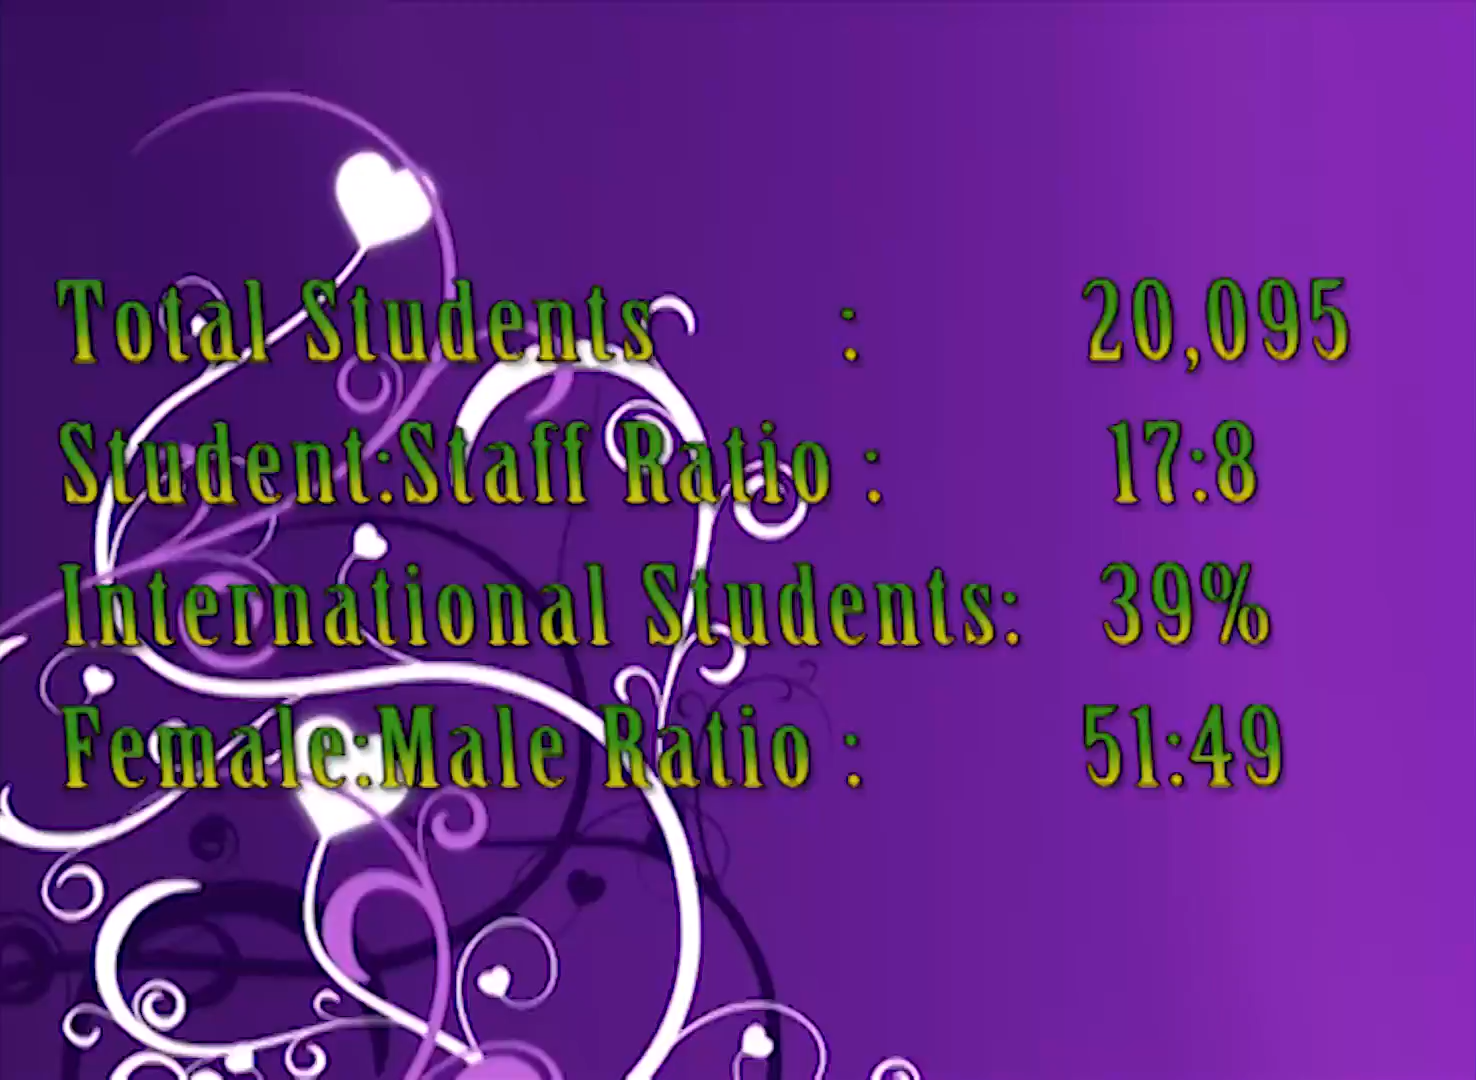 Total Students : 20,095
Student:Staff Ratio : 17:8
International Students: 39%
Female:Male Ratio : 51:49